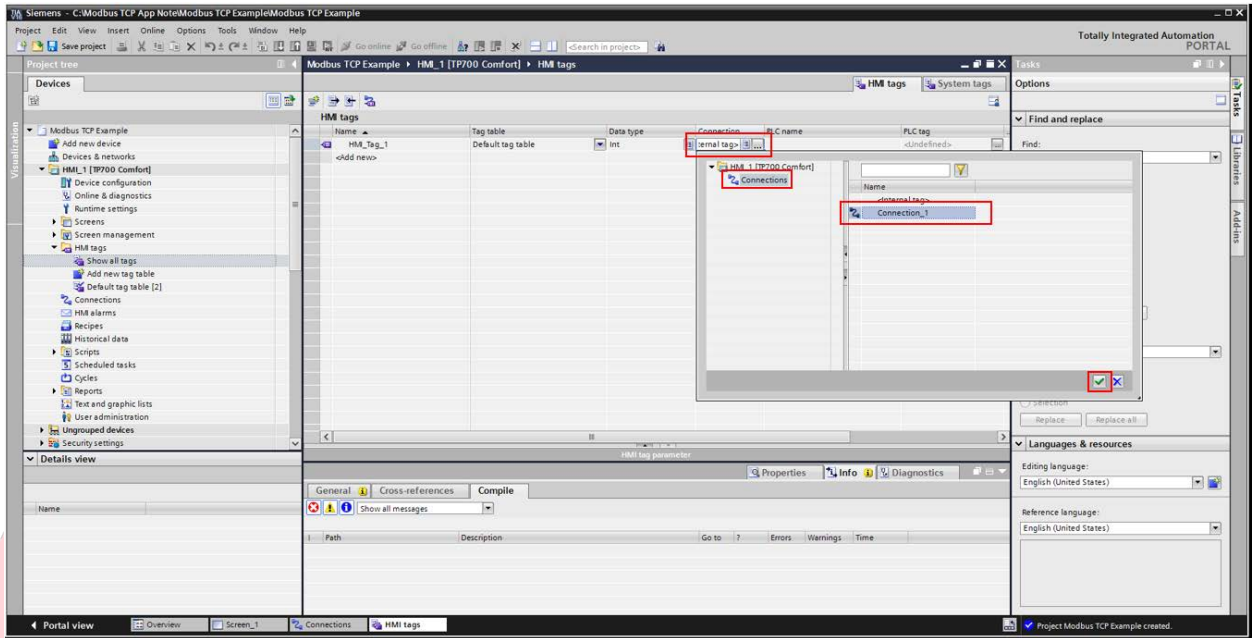 Siemens - C:\Modbus TCP App Note\Modbus TCP Example\Modbus TCP Example
Project Edit View Insert Online Options Tools Window Help
Totally Integrated Automation
PORTAL
Save project Go online Go offline <Search in project>
Project tree
Modbus TCP Example HMI_1 [TP700 Comfort] HMI tags
Tasks
Devices
HMI tags System tags
Options
HMI tags
Find and replace
Name Tag table Data type Connection PLC name PLC tag
HMI_Tag_1 Default tag table Int ternal tag> ... <Undefined>
<Add new>
Find:
Visualization
Modbus TCP Example
Add new device
Devices & networks
HMI_1 [TP700 Comfort]
Device configuration
Online & diagnostics
Runtime settings
Screens
Screen management
HMI tags
Show all tags
Add new tag table
Default tag table [2]
Connections
HMI alarms
Recipes
Historical data
Scripts
Scheduled tasks
Cycles
Reports
Text and graphic lists
User administration
Ungrouped devices
Security settings
HMI_1 [TP700 Comfort]
Connections
Name
<Internal tag>
Connection_1
Tasks
Libraries
Add-ins
Selection
Replace Replace all
Details view
Name
HMI tag parameter
Properties Info Diagnostics
General Cross-references Compile
Show all messages
! Path Description Go to ? Errors Warnings Time
Languages & resources
Editing language:
English (United States)
Reference language:
English (United States)
Portal view Overview Screen_1 Connections HMI tags
Project Modbus TCP Example created.